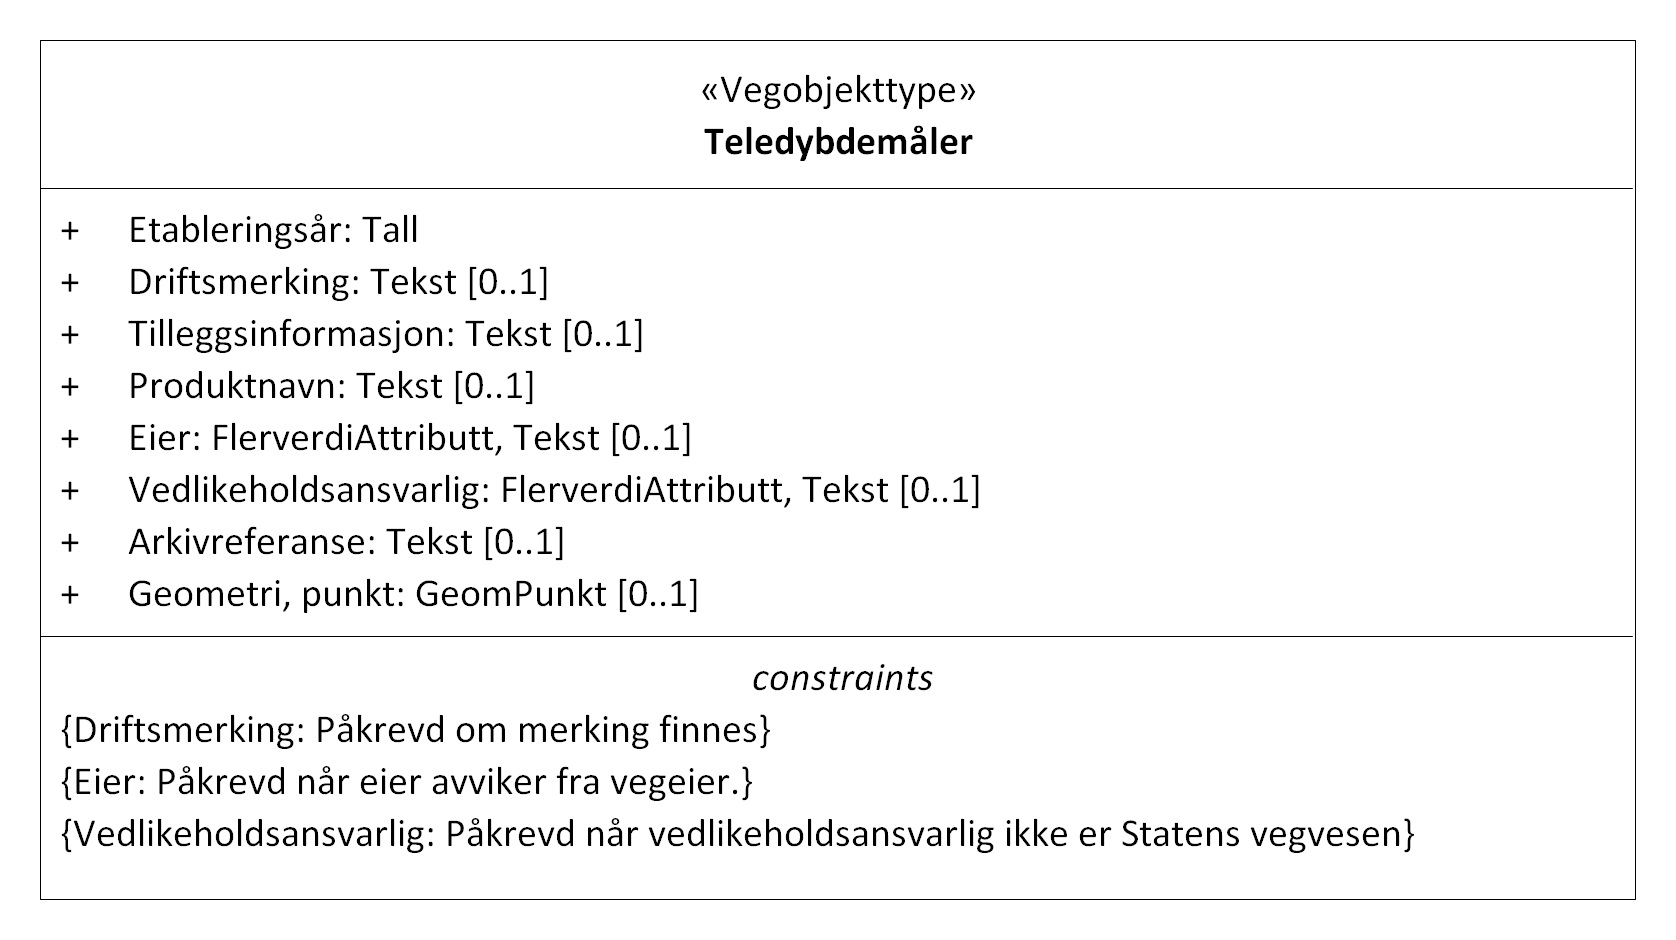 «Vegobjekttype»
Teledybdemåler
+ Etableringsår: Tall
+ Driftsmerking: Tekst [0..1]
+ Tilleggsinformasjon: Tekst [0..1]
+ Produktnavn: Tekst [0..1]
+ Eier: FlerverdiAttributt, Tekst [0..1]
+ Vedlikeholdsansvarlig: FlerverdiAttributt, Tekst [0..1]
+ Arkivreferanse: Tekst [0..1]
+ Geometri, punkt: GeomPunkt [0..1]
constraints
{Driftsmerking: Påkrevd om merking finnes}
{Eier: Påkrevd når eier avviker fra vegeier.}
{Vedlikeholdsansvarlig: Påkrevd når vedlikeholdsansvarlig ikke er Statens vegvesen}